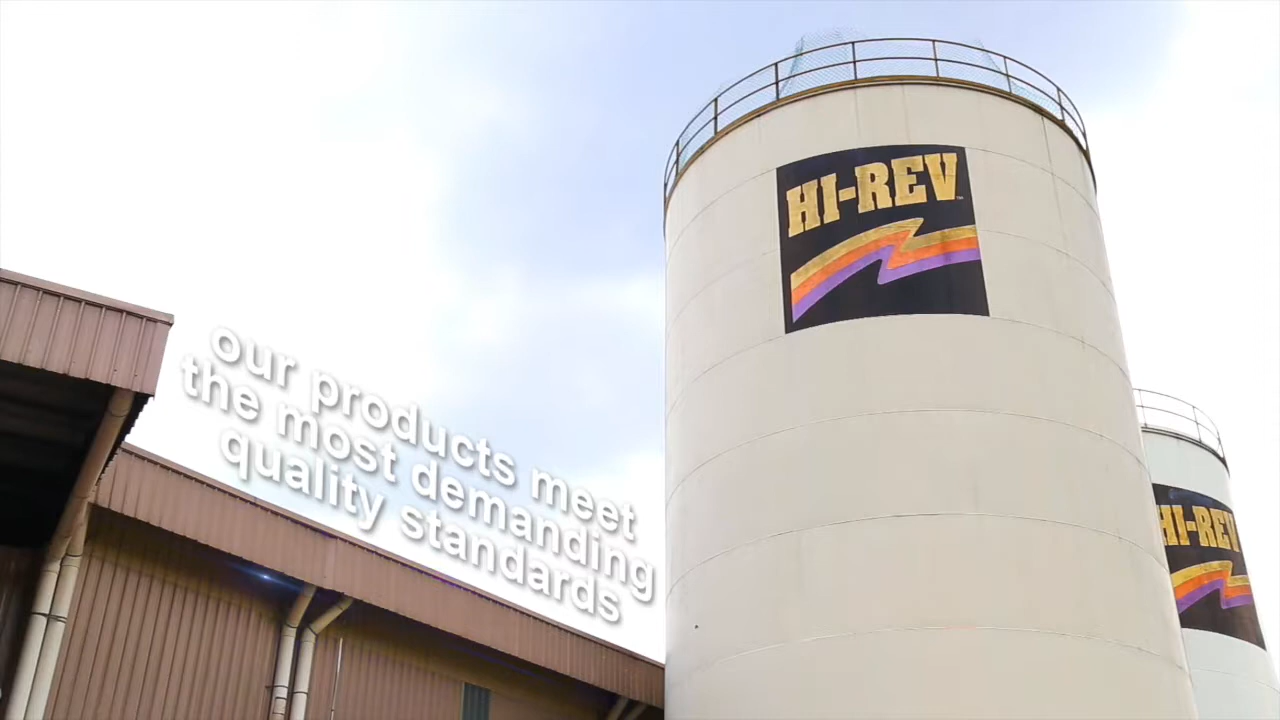 HI-REV
our products meet
the most demanding
quality standards
HI-REV